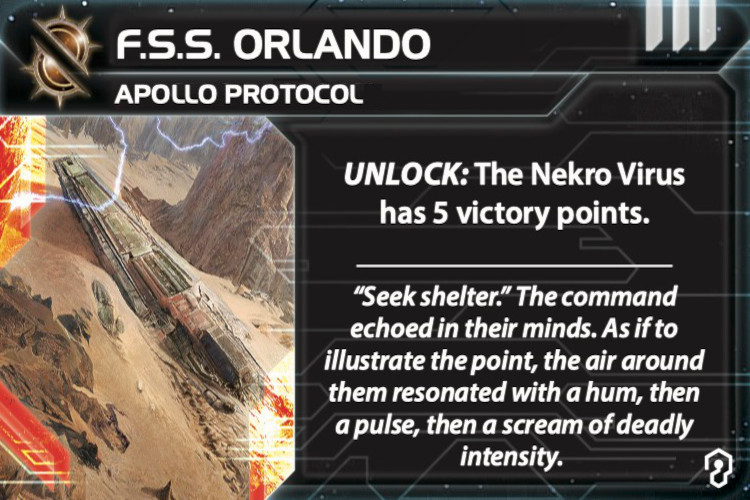 F.S.S. ORLANDO
APOLLO PROTOCOL
UNLOCK: The Nekro Virus
has 5 victory points.
“Seek shelter.” The command
echoed in their minds. As if to
illustrate the point, the air around
them resonated with a hum, then
a pulse, then a scream of deadly
intensity.